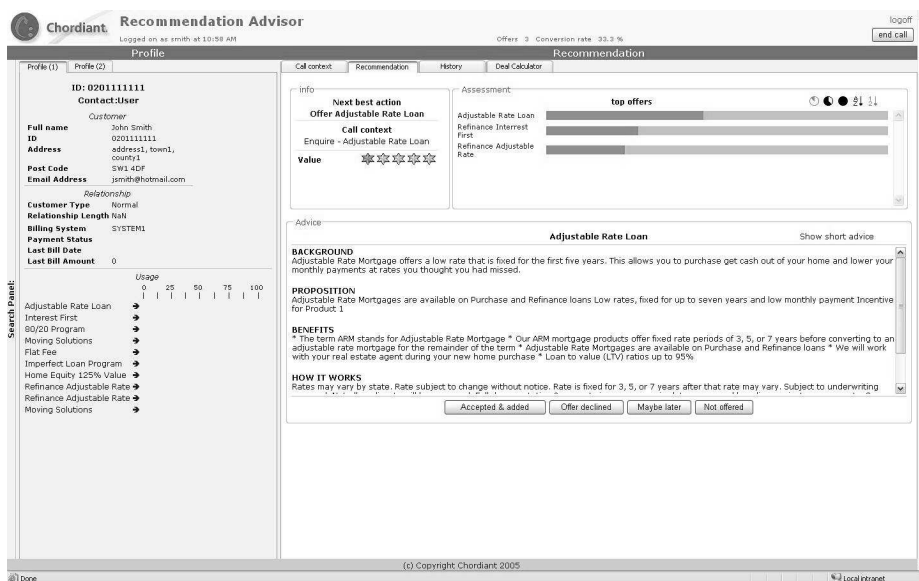 Chordiant.
Recommendation Advisor
Logged on as smith at 10:58 AM
Offers 3 Conversion rate 33.3 %
logoff
end call
Profile
Recommendation
Profile (1) Profile (2)
ID: 0201111111
Contact:User
Customer
Full name John Smith
ID 0201111111
Address address1, town1,
county1
Post Code SW1 4DF
Email Address jsmith@hotmail.com
Relationship
Customer Type Normal
Relationship Length NaN
Billing System SYSTEM1
Payment Status
Last Bill Date
Last Bill Amount 0
Usage
0 25 50 75 100
Adjustable Rate Loan
Interest First
80/20 Program
Moving Solutions
Flat Fee
Imperfect Loan Program
Home Equity 125% Value
Refinance Adjustable Rate
Refinance Adjustable Rate
Moving Solutions
Search Panel:
Call context Recommendation History Deal Calculator
info
Next best action
Offer Adjustable Rate Loan
Call context
Enquire - Adjustable Rate Loan
Value
Assessment
top offers
Adjustable Rate Loan
Refinance Interrest
First
Refinance Adjustable
Rate
Advice
Adjustable Rate Loan
Show short advice
BACKGROUND
Adjustable Rate Mortgage offers a low rate that is fixed for the first five years. This allows you to purchase get cash out of your home and lower your
monthly payments at rates you thought you had missed.
PROPOSITION
Adjustable Rate Mortgages are available on Purchase and Refinance loans Low rates, fixed for up to seven years and low monthly payment Incentive
for Product 1
BENEFITS
* The term ARM stands for Adjustable Rate Mortgage * Our ARM mortgage products offer fixed rate periods of 3, 5, or 7 years before converting to an
adjustable rate mortgage for the remainder of the term * Adjustable Rate Mortgages are available on Purchase and Refinance loans * We will work
with your real estate agent during your new home purchase * Loan to value (LTV) ratios up to 95%
HOW IT WORKS
Rates may vary by state. Rate subject to change without notice. Rate is fixed for 3, 5, or 7 years after that rate may vary. Subject to underwriting
Accepted & added Offer declined Maybe later Not offered
(c) Copyright Chordiant 2005
Done
Local intranet